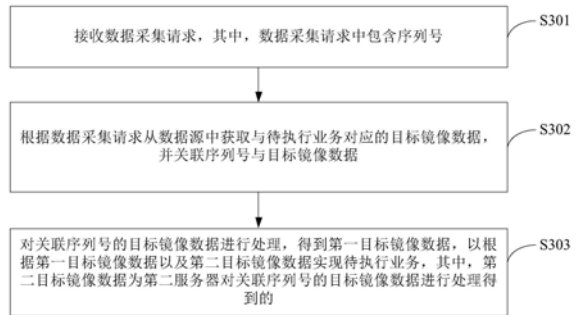 接收数据采集请求，其中，数据采集请求中包含序列号
S301
根据数据采集请求从数据源中获取与待执行业务对应的目标镜像数据，
并关联序列号与目标镜像数据
S302
对关联序列号的目标镜像数据进行处理，得到第一目标镜像数据，以根
据第一目标镜像数据以及第二目标镜像数据实现待执行业务，其中，第
二目标镜像数据为第二服务器对关联序列号的目标镜像数据进行处理得
到的
S303